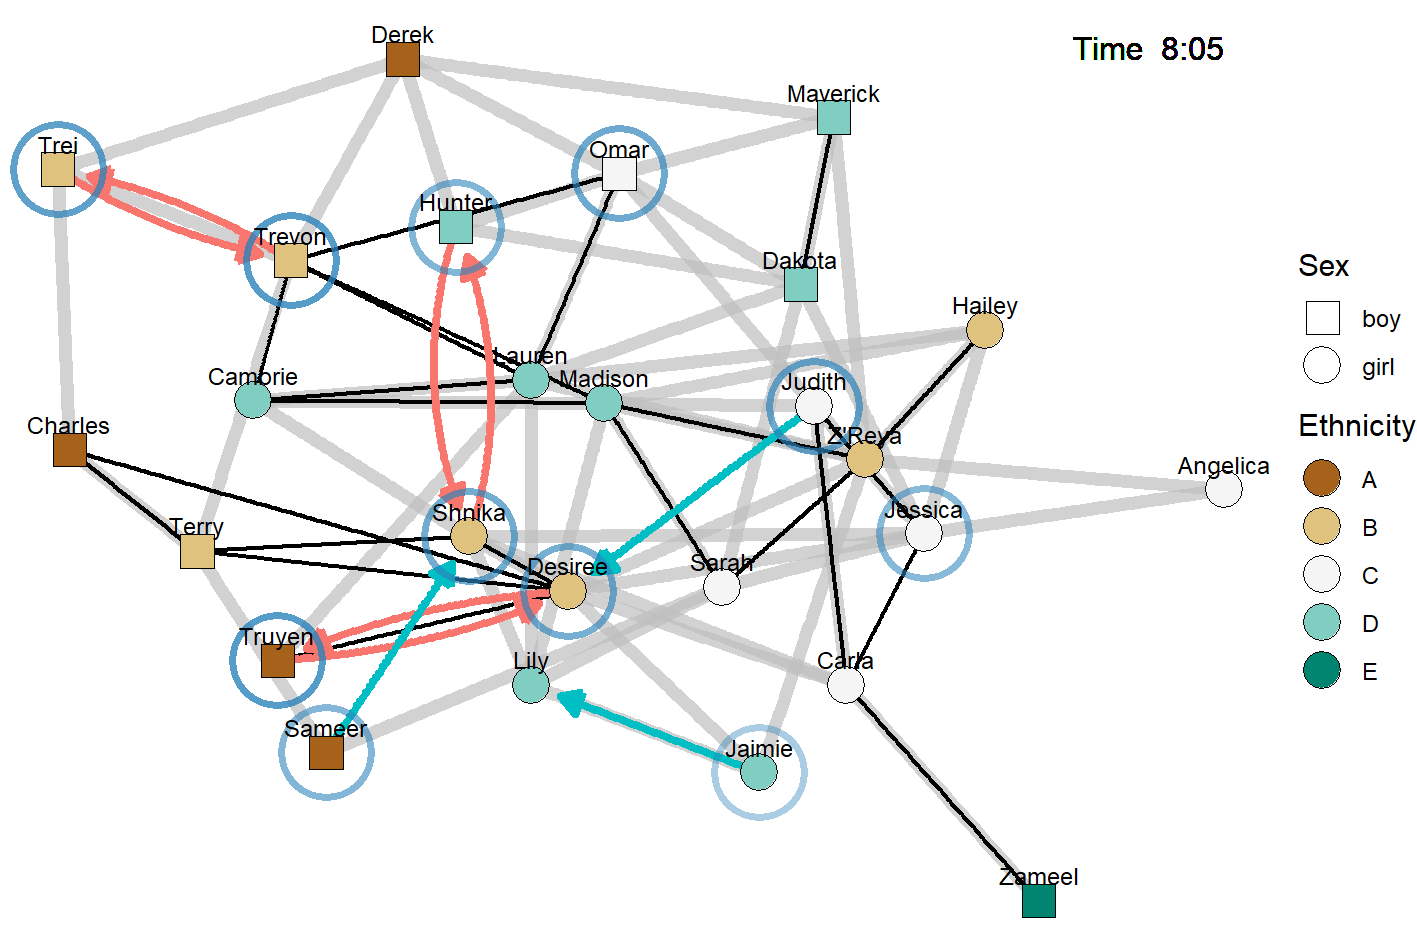 Derek
Time 8:05
Maverick
Trei
Omar
Hunter
Trevon
Dakota
Sex
Hailey
boy
Lauren
girl
Camorie
Madison
Judith
Charles
Z'Reya
Ethnicity
Angelica
A
Shnika
Jessica
Terry
B
Desiree
Sarah
C
Truyen
D
Lily
Carla
E
Sameer
Jaimie
Zameel